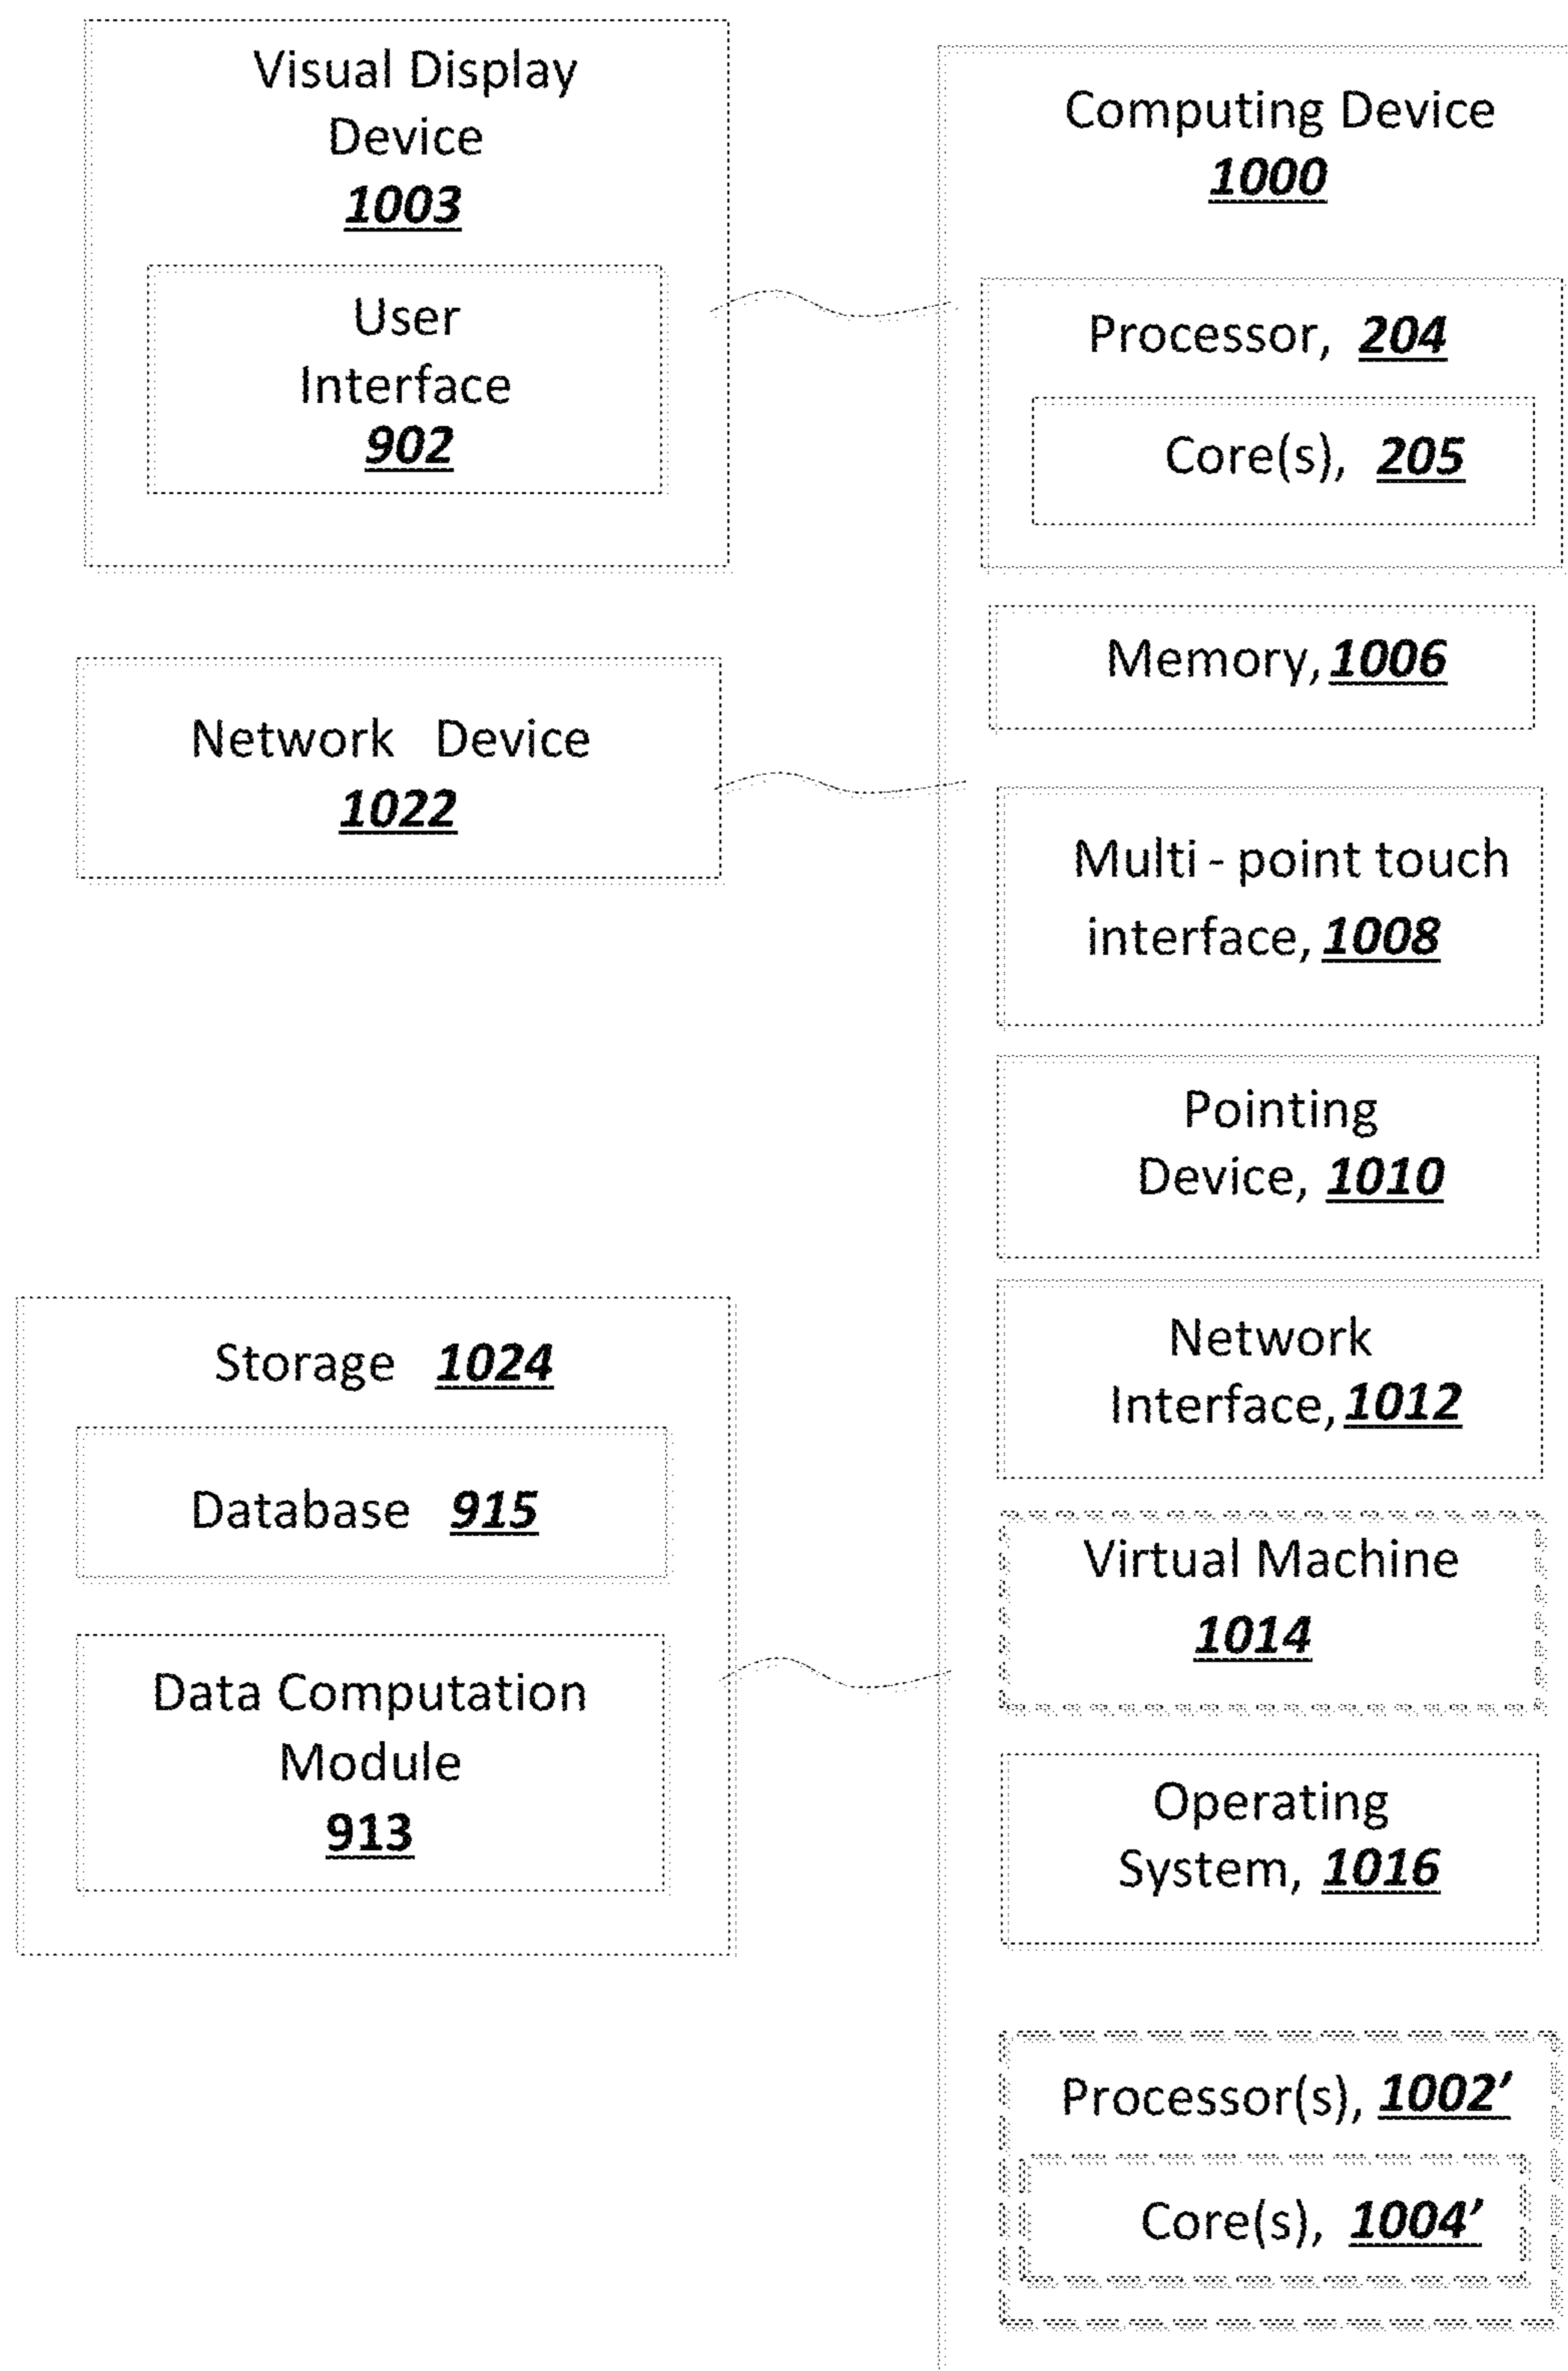 Visual Display
Device
1003
User
Interface
902
Network Device
1022
Storage 1024
Database 915
Data Computation
Module
913
Computing Device
1000
Processor, 204
Core(s), 205
Memory, 1006
Multi - point touch
interface, 1008
Pointing
Device, 1010
Network
Interface, 1012
Virtual Machine
1014
Operating
System, 1016
Processor(s), 1002’
Core(s), 1004’